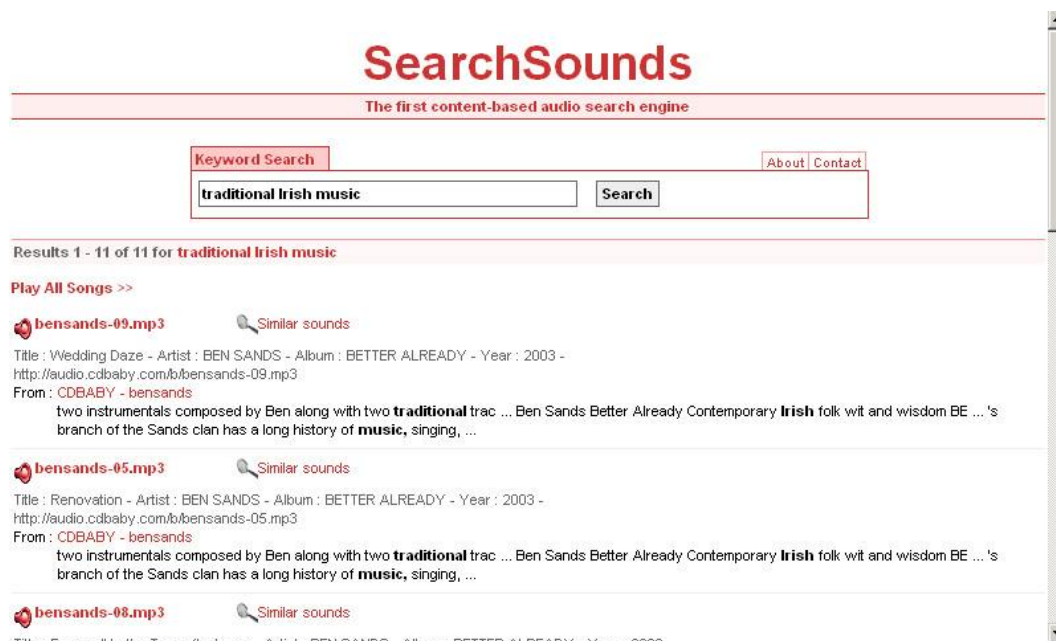 SearchSounds
The first content-based audio search engine
Keyword Search
About Contact
traditional Irish music Search
Results 1 - 11 of 11 for traditional Irish music
Play All Songs >>
bensands-09.mp3 Similar sounds
Title : Wedding Daze - Artist : BEN SANDS - Album : BETTER ALREADY - Year : 2003 -
http://audio.cdbaby.com/b/bensands-09.mp3
From : CDBABY - bensands
two instrumentals composed by Ben along with two traditional trac ... Ben Sands Better Already Contemporary Irish folk wit and wisdom BE ... 's
branch of the Sands clan has a long history of music, singing, ...
bensands-05.mp3 Similar sounds
Title : Renovation - Artist : BEN SANDS - Album : BETTER ALREADY - Year : 2003 -
http://audio.cdbaby.com/b/bensands-05.mp3
From : CDBABY - bensands
two instrumentals composed by Ben along with two traditional trac ... Ben Sands Better Already Contemporary Irish folk wit and wisdom BE ... 's
branch of the Sands clan has a long history of music, singing, ...
bensands-08.mp3 Similar sounds